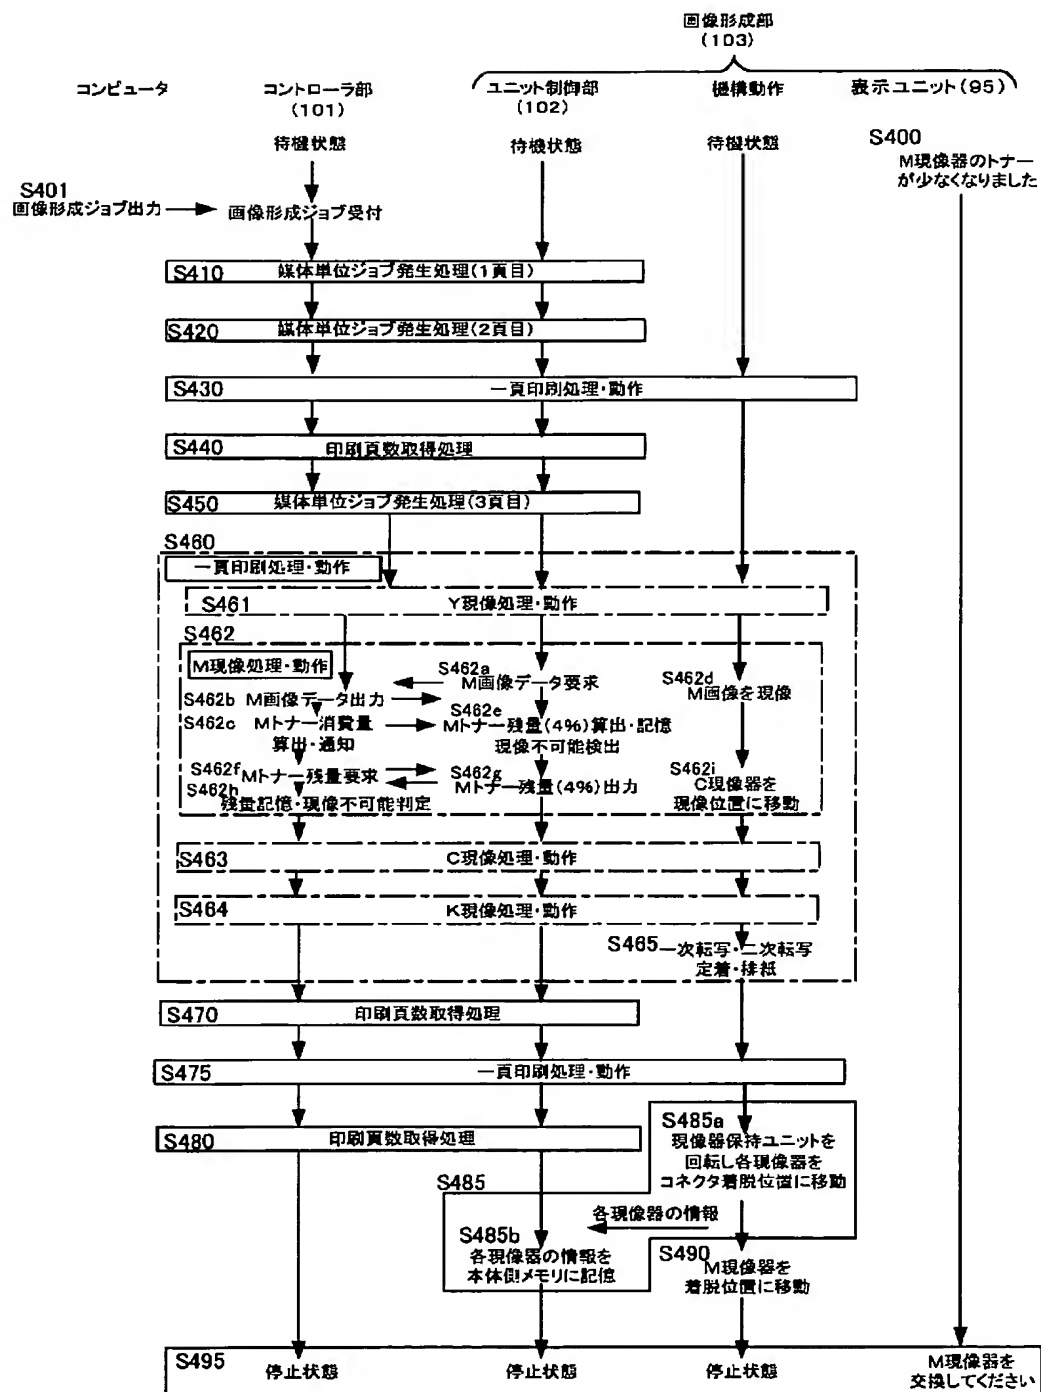 画像形成部
(103)
コンピュータ
コントローラ部
(101)
ユニット制御部
(102)
機構動作
表示ユニット(95)
待機状態
待機状態
待機状態
S400
M現像器のトナー
が少なくなりました
S401
画像形成ジョブ出力
画像形成ジョブ受付
S410 媒体単位ジョブ発生処理(1頁目)
S420 媒体単位ジョブ発生処理(2頁目)
S430 一頁印刷処理・動作
S440 印刷頁数取得処理
S450 媒体単位ジョブ発生処理(3頁目)
S460
一頁印刷処理・動作
S461 Y現像処理・動作
S462
M現像処理・動作
S462a
M画像データ要求
S462b M画像データ出力
S462c Mトナー消費量
算出・通知
S462d
M画像を現像
S462e
Mトナー残量(4%)算出・記憶
現像不可能検出
S462f Mトナー残量要求
S462g
Mトナー残量(4%)出力
S462h
残量記憶・現像不可能判定
S462i
C現像器を
現像位置に移動
S463 C現像処理・動作
S464 K現像処理・動作
S465 一次転写・二次転写
定着・排紙
S470 印刷頁数取得処理
S475 一頁印刷処理・動作
S480 印刷頁数取得処理
S485a
現像器保持ユニットを
回転し各現像器を
コネクタ着脱位置に移動
S485
各現像器の情報
S485b
各現像器の情報を
本体側メモリに記憶
S490
M現像器を
着脱位置に移動
S495
停止状態
停止状態
停止状態
M現像器を
交換してください